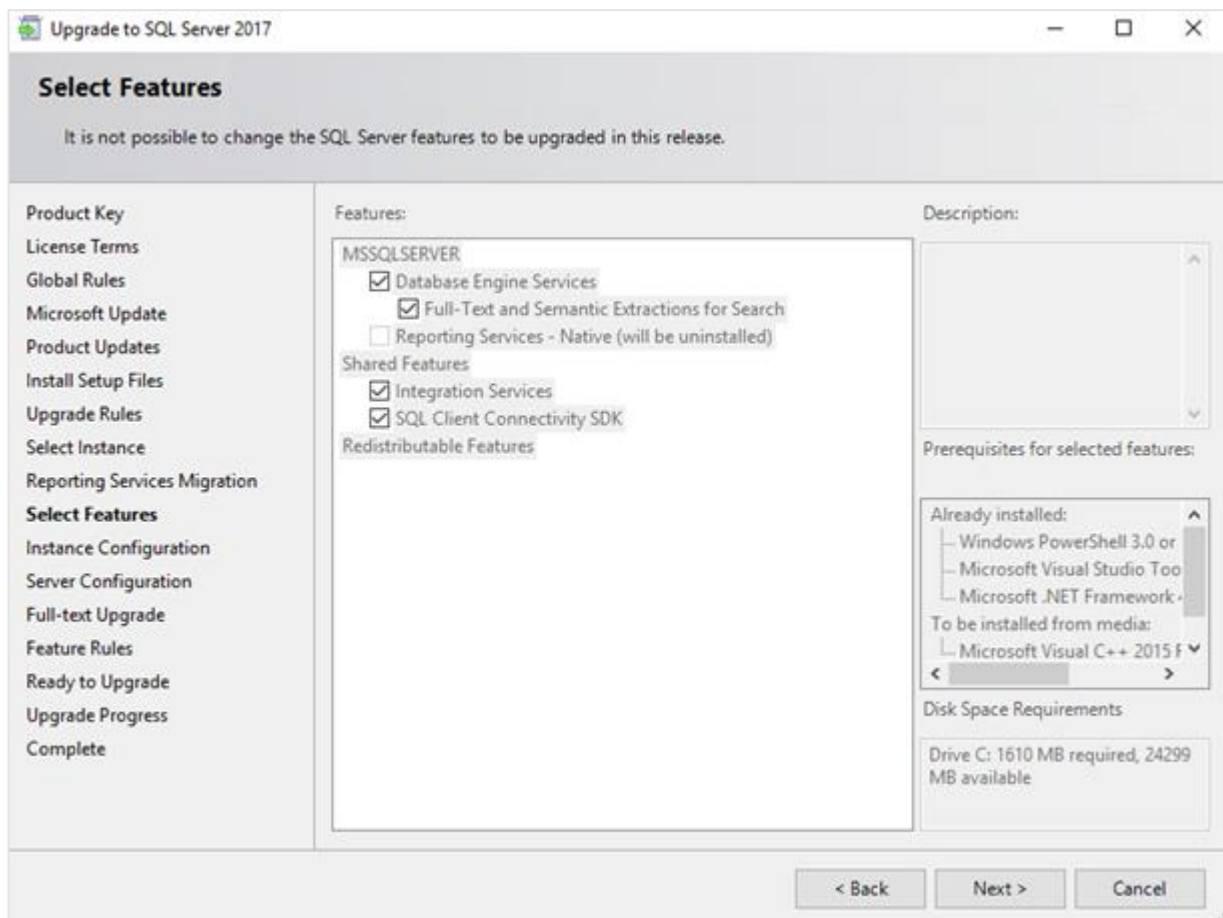 Upgrade to SQL Server 2017
Select Features
It is not possible to change the SQL Server features to be upgraded in this release.
Product Key
License Terms
Global Rules
Microsoft Update
Product Updates
Install Setup Files
Upgrade Rules
Select Instance
Reporting Services Migration
Select Features
Instance Configuration
Server Configuration
Full-text Upgrade
Feature Rules
Ready to Upgrade
Upgrade Progress
Complete
Features:
MSSQLSERVER
Database Engine Services
Full-Text and Semantic Extractions for Search
Reporting Services - Native (will be uninstalled)
Shared Features
Integration Services
SQL Client Connectivity SDK
Redistributable Features
Description:
Prerequisites for selected features:
Already installed:
Windows PowerShell 3.0 or
Microsoft Visual Studio Too
Microsoft .NET Framework
To be installed from media:
Microsoft Visual C++ 2015
Disk Space Requirements
Drive C: 1610 MB required, 24299
MB available
< Back
Next >
Cancel